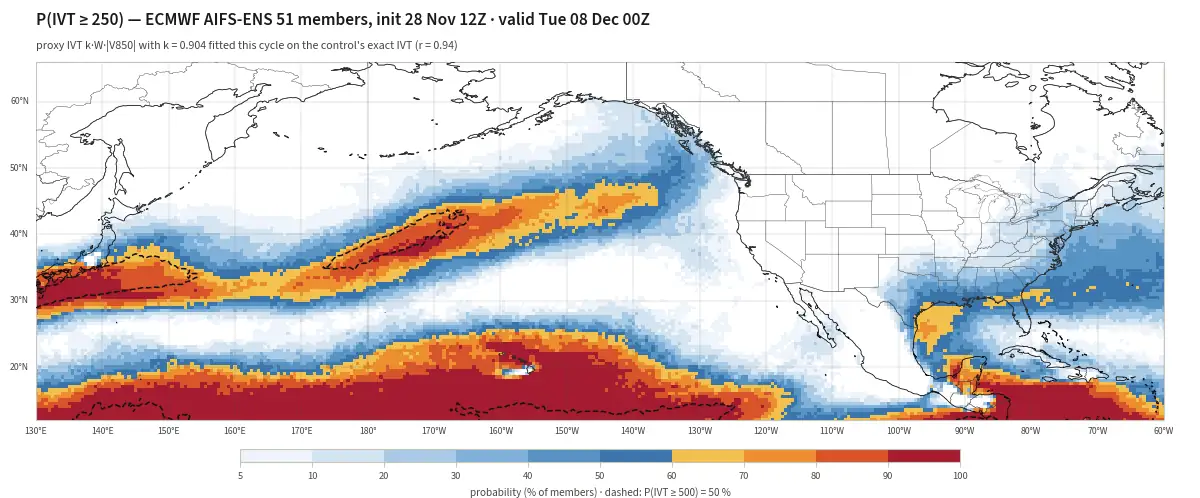 P(IVT ≥ 250) — ECMWF AIFS-ENS 51 members, init 28 Nov 12Z · valid Tue 08 Dec 00Z
proxy IVT k·W·|V850| with k = 0.904 fitted this cycle on the control's exact IVT (r = 0.94)
60°N
50°N
40°N
30°N
20°N
130°E 140°E 150°E 160°E 170°E 180° 170°W 160°W 150°W 140°W 130°W 120°W 110°W 100°W 90°W 80°W 70°W 60°W
5 10 20 30 40 50 60 70 80 90 100
probability (% of members) · dashed: P(IVT ≥ 500) = 50 %